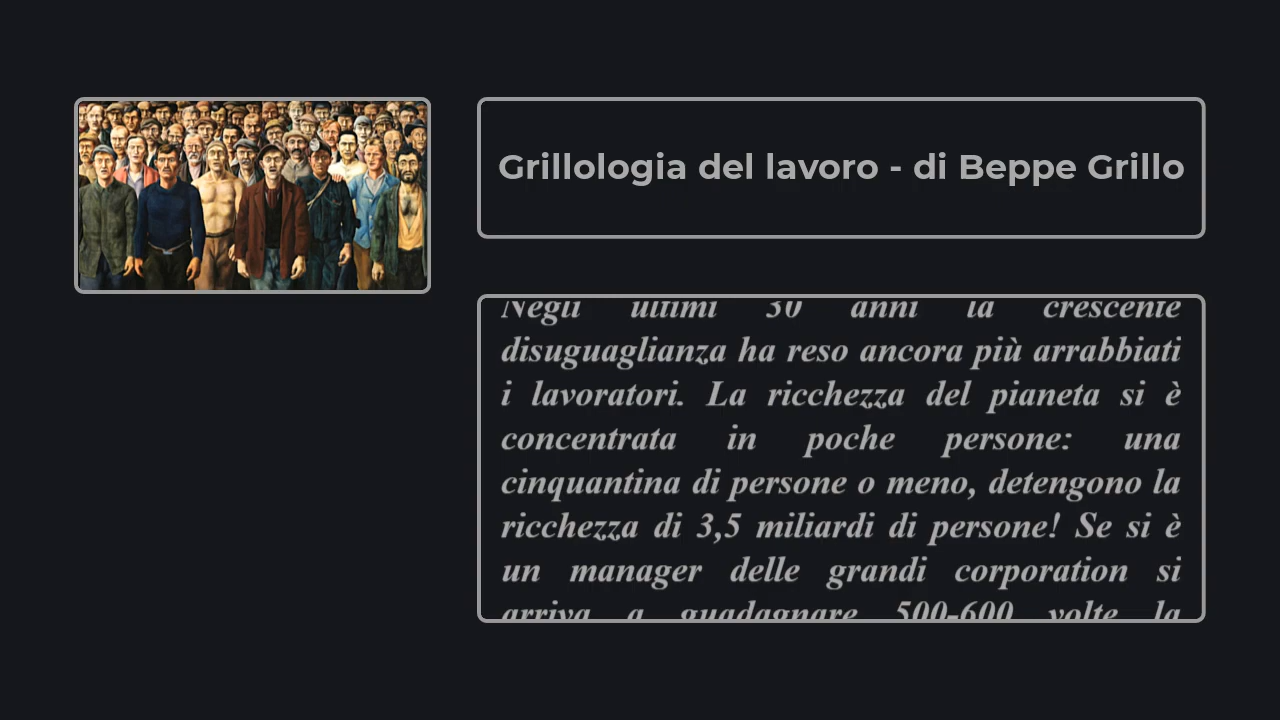 Grillologia del lavoro - di Beppe Grillo
Negli ultimi 30 anni la crescente
disuguaglianza ha reso ancora più arrabbiati
i lavoratori. La ricchezza del pianeta si è
concentrata in poche persone: una
cinquantina di persone o meno, detengono la
ricchezza di 3,5 miliardi di persone! Se si è
un manager delle grandi corporation si
arriva a guadagnare 500-600 volte la